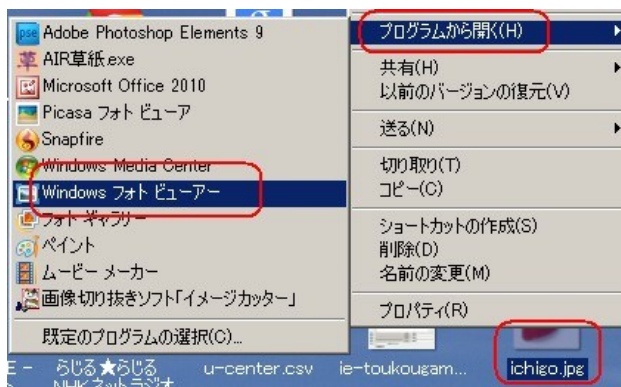 Adobe Photoshop Elements 9
AIR草紙.exe
Microsoft Office 2010
Picasa フォト ビューア
Snapfire
Windows Media Center
Windows フォト ビューアー
フォト ギャラリー
ペイント
ムービー メーカー
画像切り抜きソフト「イメージカッター」
既定のプログラムの選択(C)...
プログラムから開く(H)
共有(H)
以前のバージョンの復元(V)
送る(N)
切り取り(T)
コピー(C)
ショートカットの作成(S)
削除(D)
名前の変更(M)
プロパティ(R)
E - らじる★らじる
NHKネットラジオ
u-center.csv
ie-toukougam...
ichigo.jpg